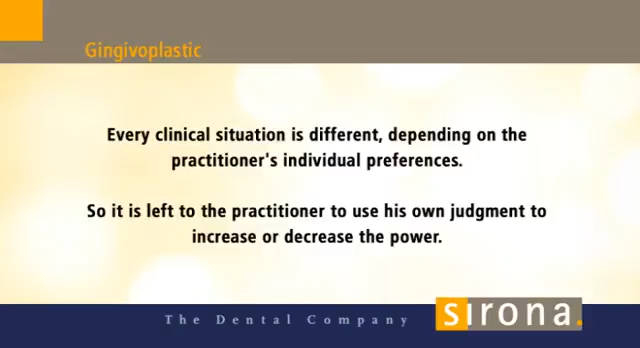 Gingivoplastic
Every clinical situation is different, depending on the
practitioner's individual preferences.
So it is left to the practitioner to use his own judgment to
increase or decrease the power.
The Dental Company
sirona.